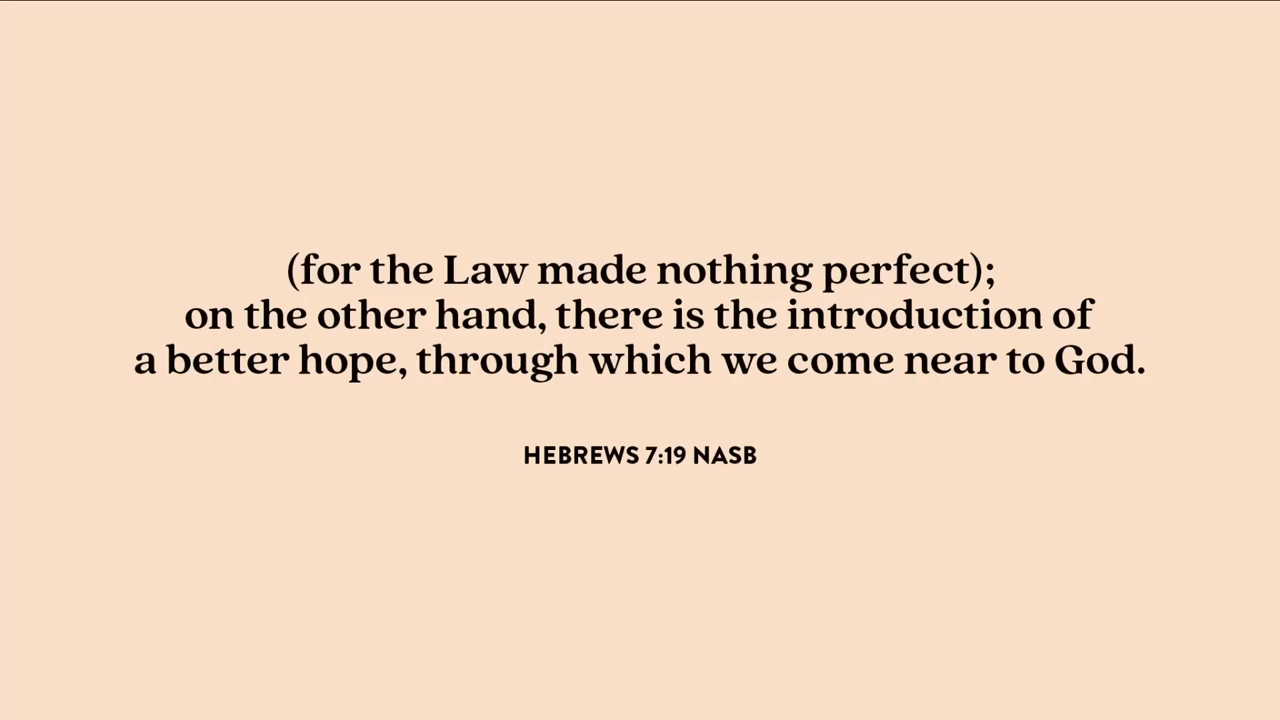 (for the Law made nothing perfect);
on the other hand, there is the introduction of
a better hope, through which we come near to God.
HEBREWS 7:19 NASB